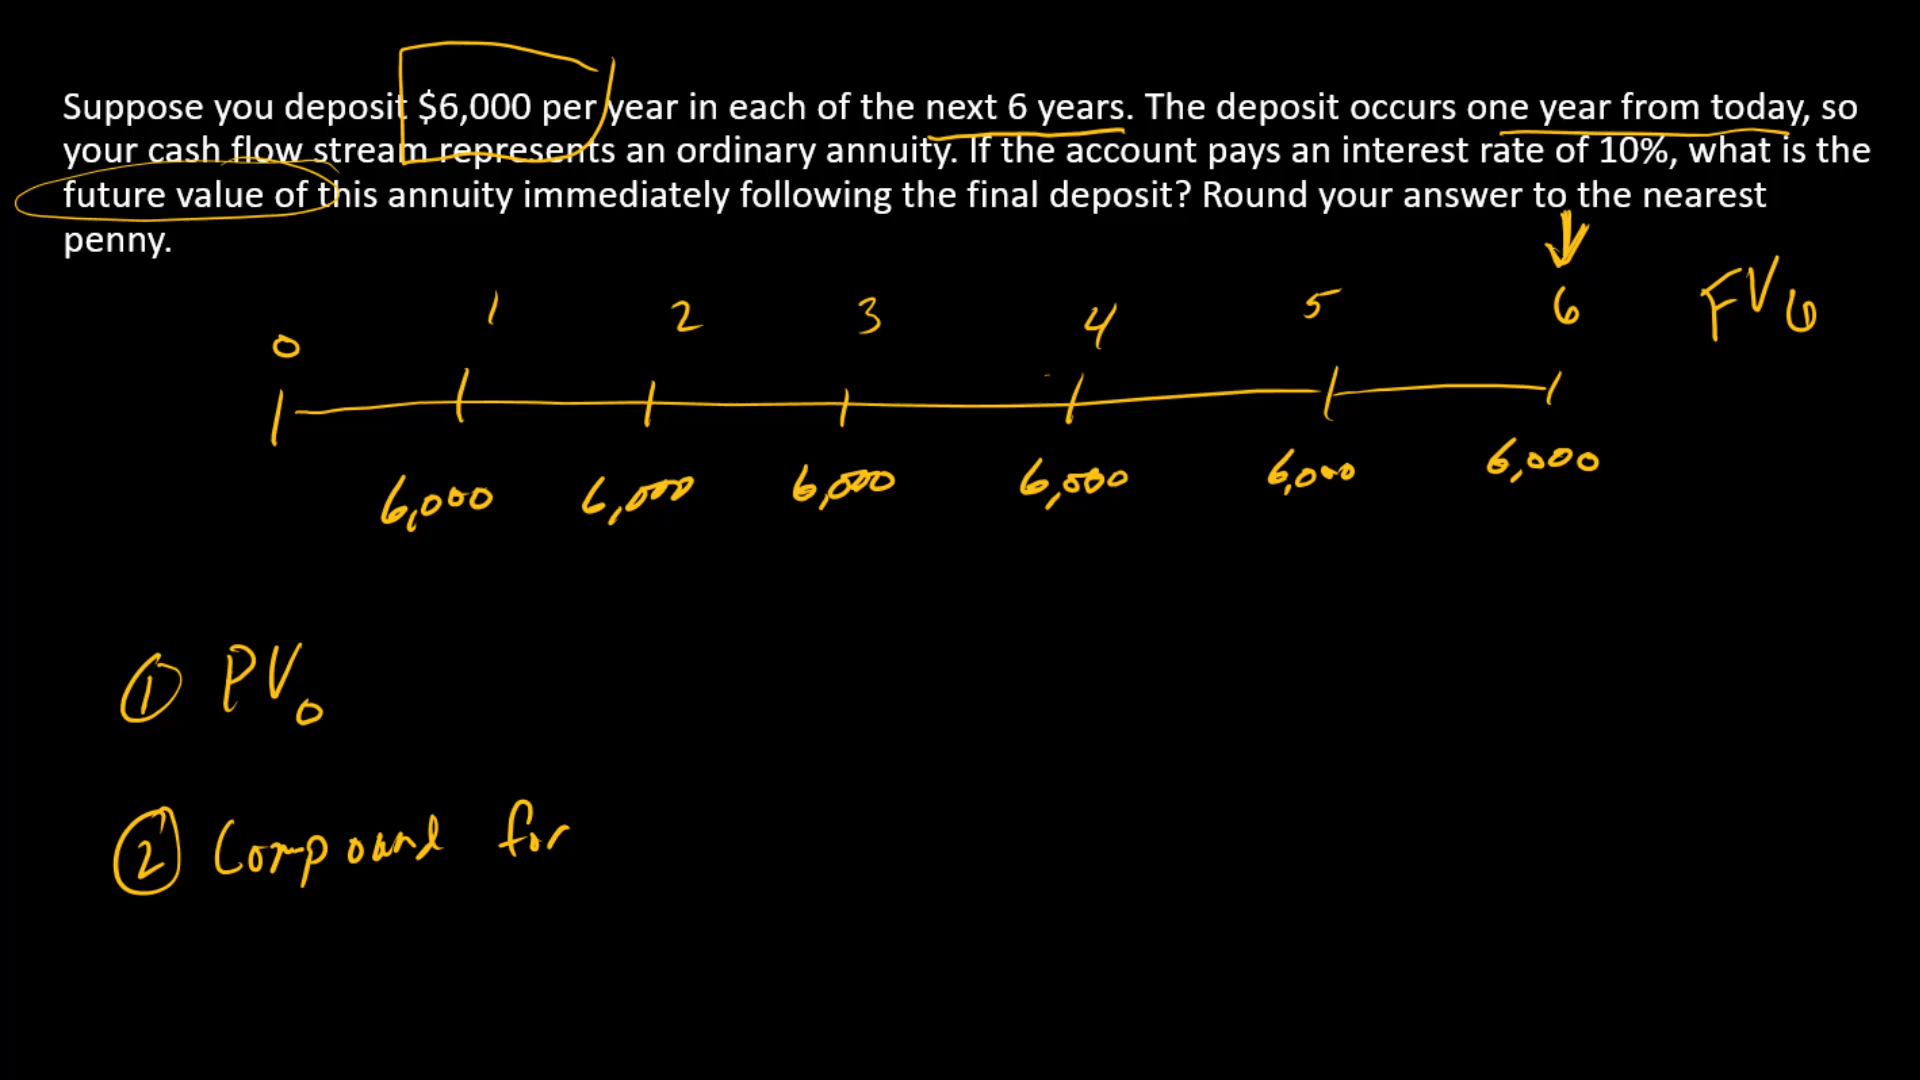 Suppose you deposit $6,000 per year in each of the next 6 years. The deposit occurs one year from today, so
your cash flow stream represents an ordinary annuity. If the account pays an interest rate of 10%, what is the
future value of this annuity immediately following the final deposit? Round your answer to the nearest
penny.
0 1 2 3 4 5 6 FV6
6,000 6,000 6,000 6,000 6,000 6,000
1 PV0
2 Compound for